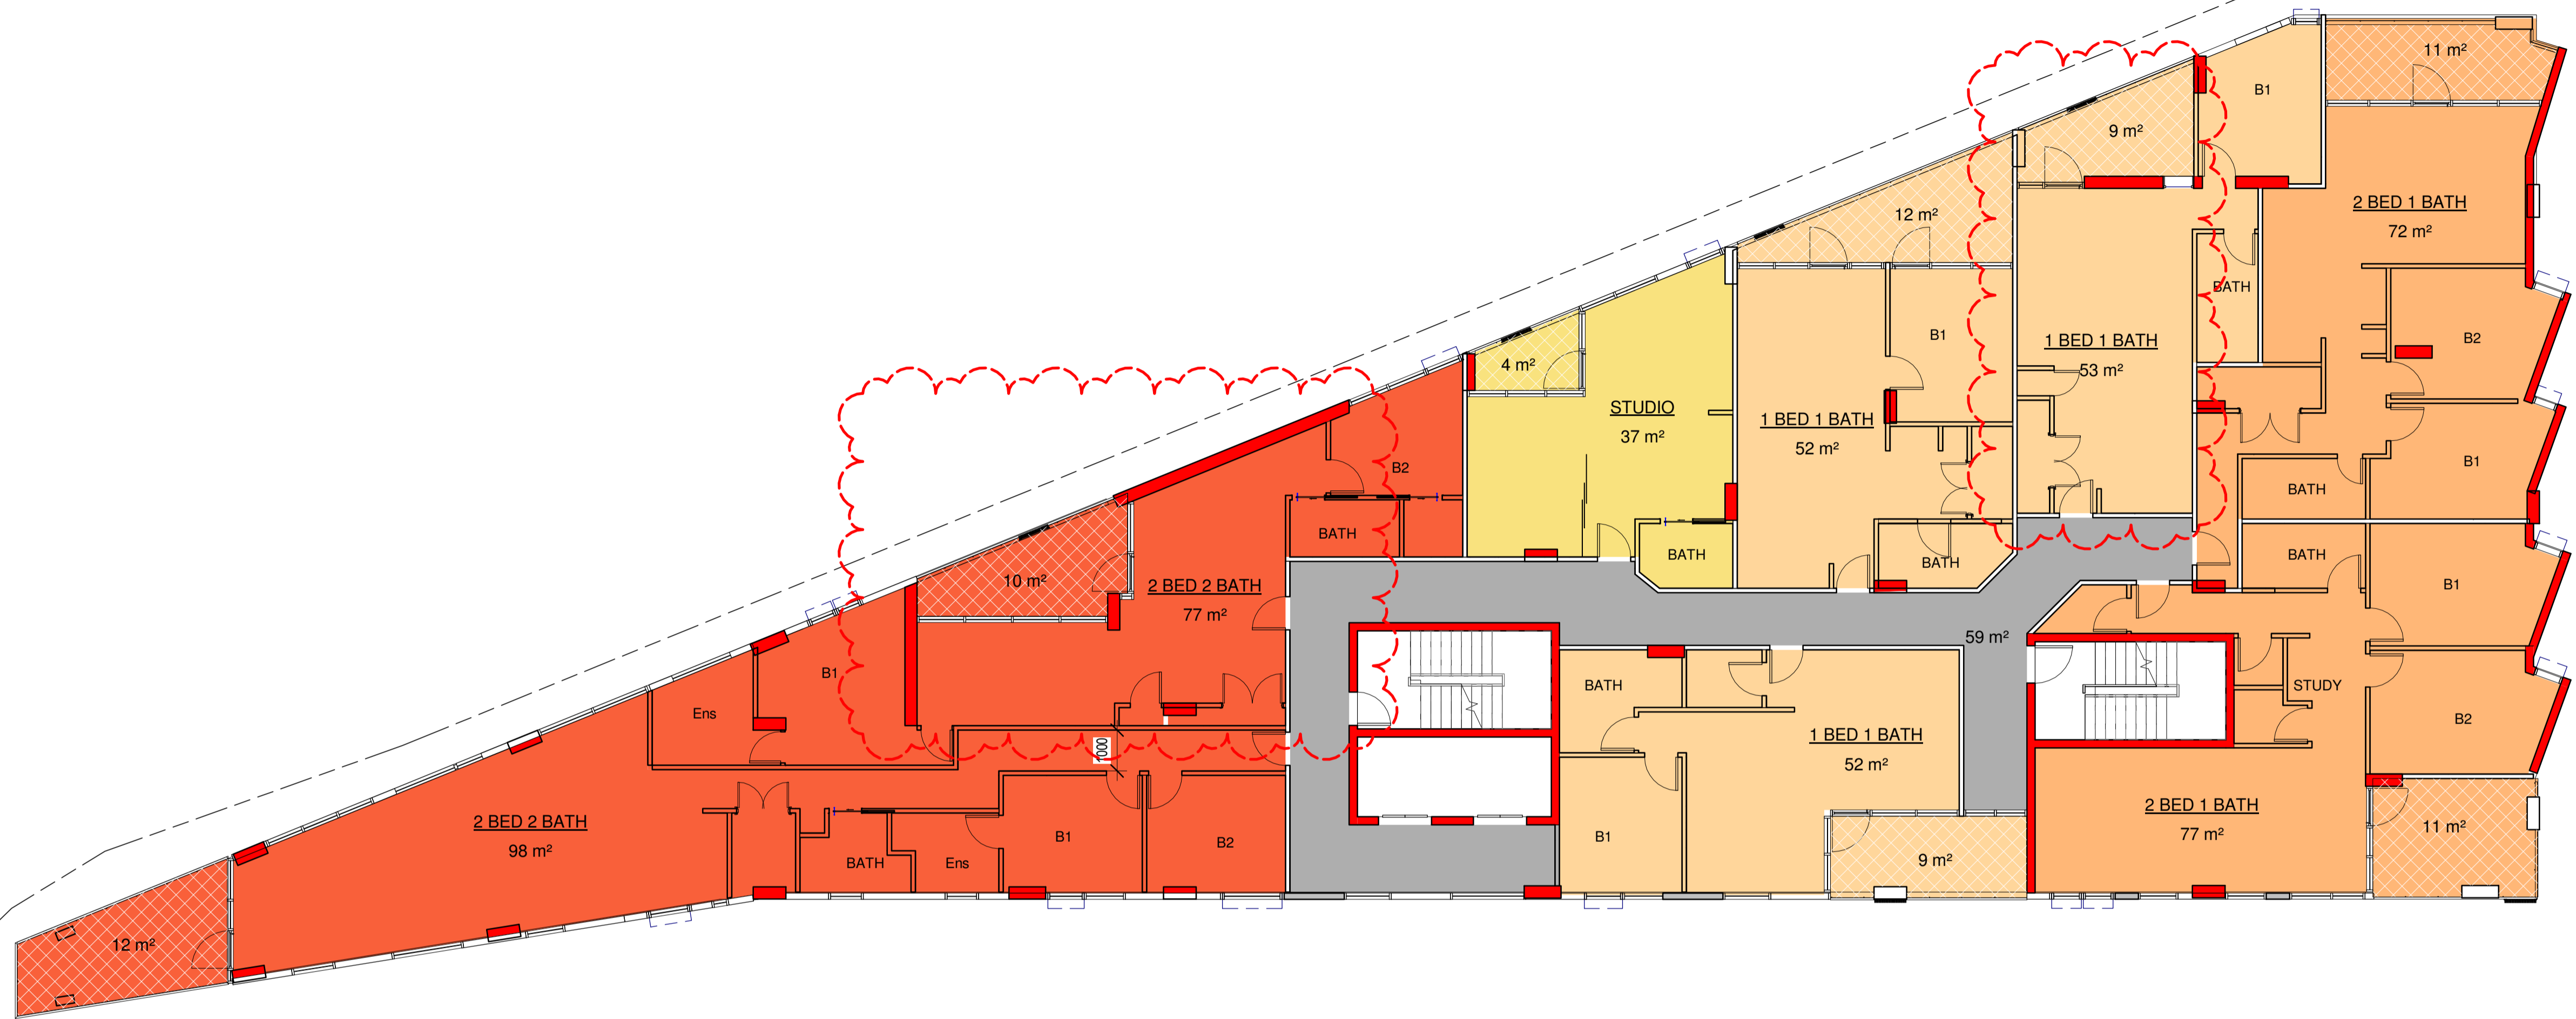 11 m²
B1
9 m²
2 BED 1 BATH
72 m²
12 m²
BATH
B1
B2
1 BED 1 BATH
53 m²
4 m²
STUDIO
37 m²
1 BED 1 BATH
52 m²
B2
B1
BATH
BATH
BATH
BATH
BATH
B1
10 m²
2 BED 2 BATH
77 m²
59 m²
B1
Ens
BATH
STUDY
B2
1000
1 BED 1 BATH
52 m²
2 BED 2 BATH
98 m²
BATH
Ens
B1
B2
B1
9 m²
2 BED 1 BATH
77 m²
11 m²
12 m²